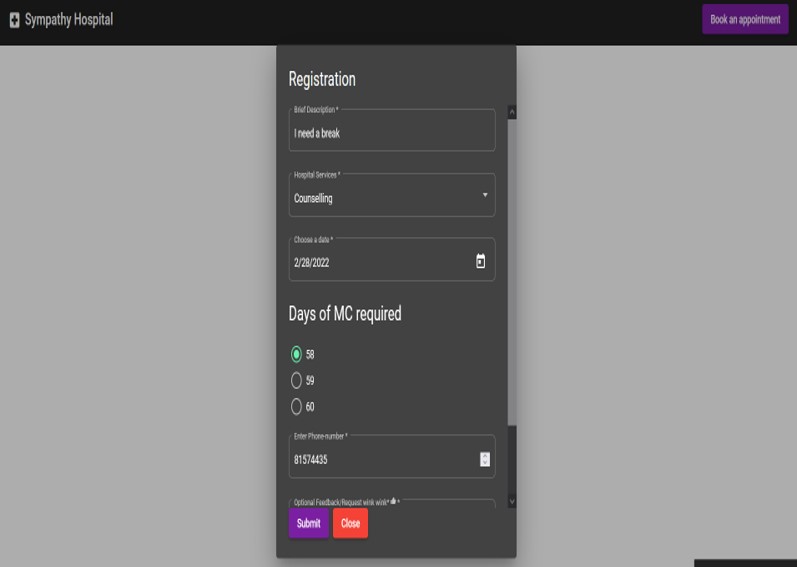 Sympathy Hospital
Book an appointment
Registration
Brief Description *
I need a break
Hospital Services *
Counselling
Choose a date *
2/28/2022
Days of MC required
58
59
60
Enter Phone-number *
81574435
Optional Feedback/Request wink wink*👍 *
Submit
Close